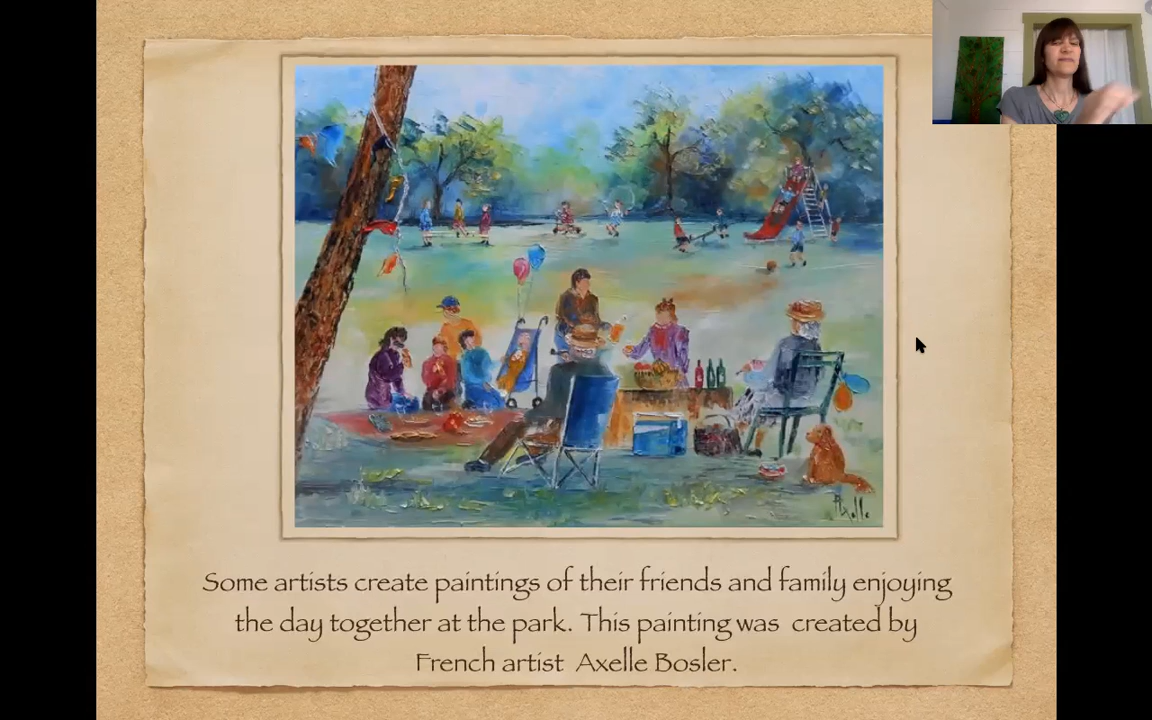 Axelle
Some artists create paintings of their friends and family enjoying
the day together at the park. This painting was created by
French artist Axelle Bosler.